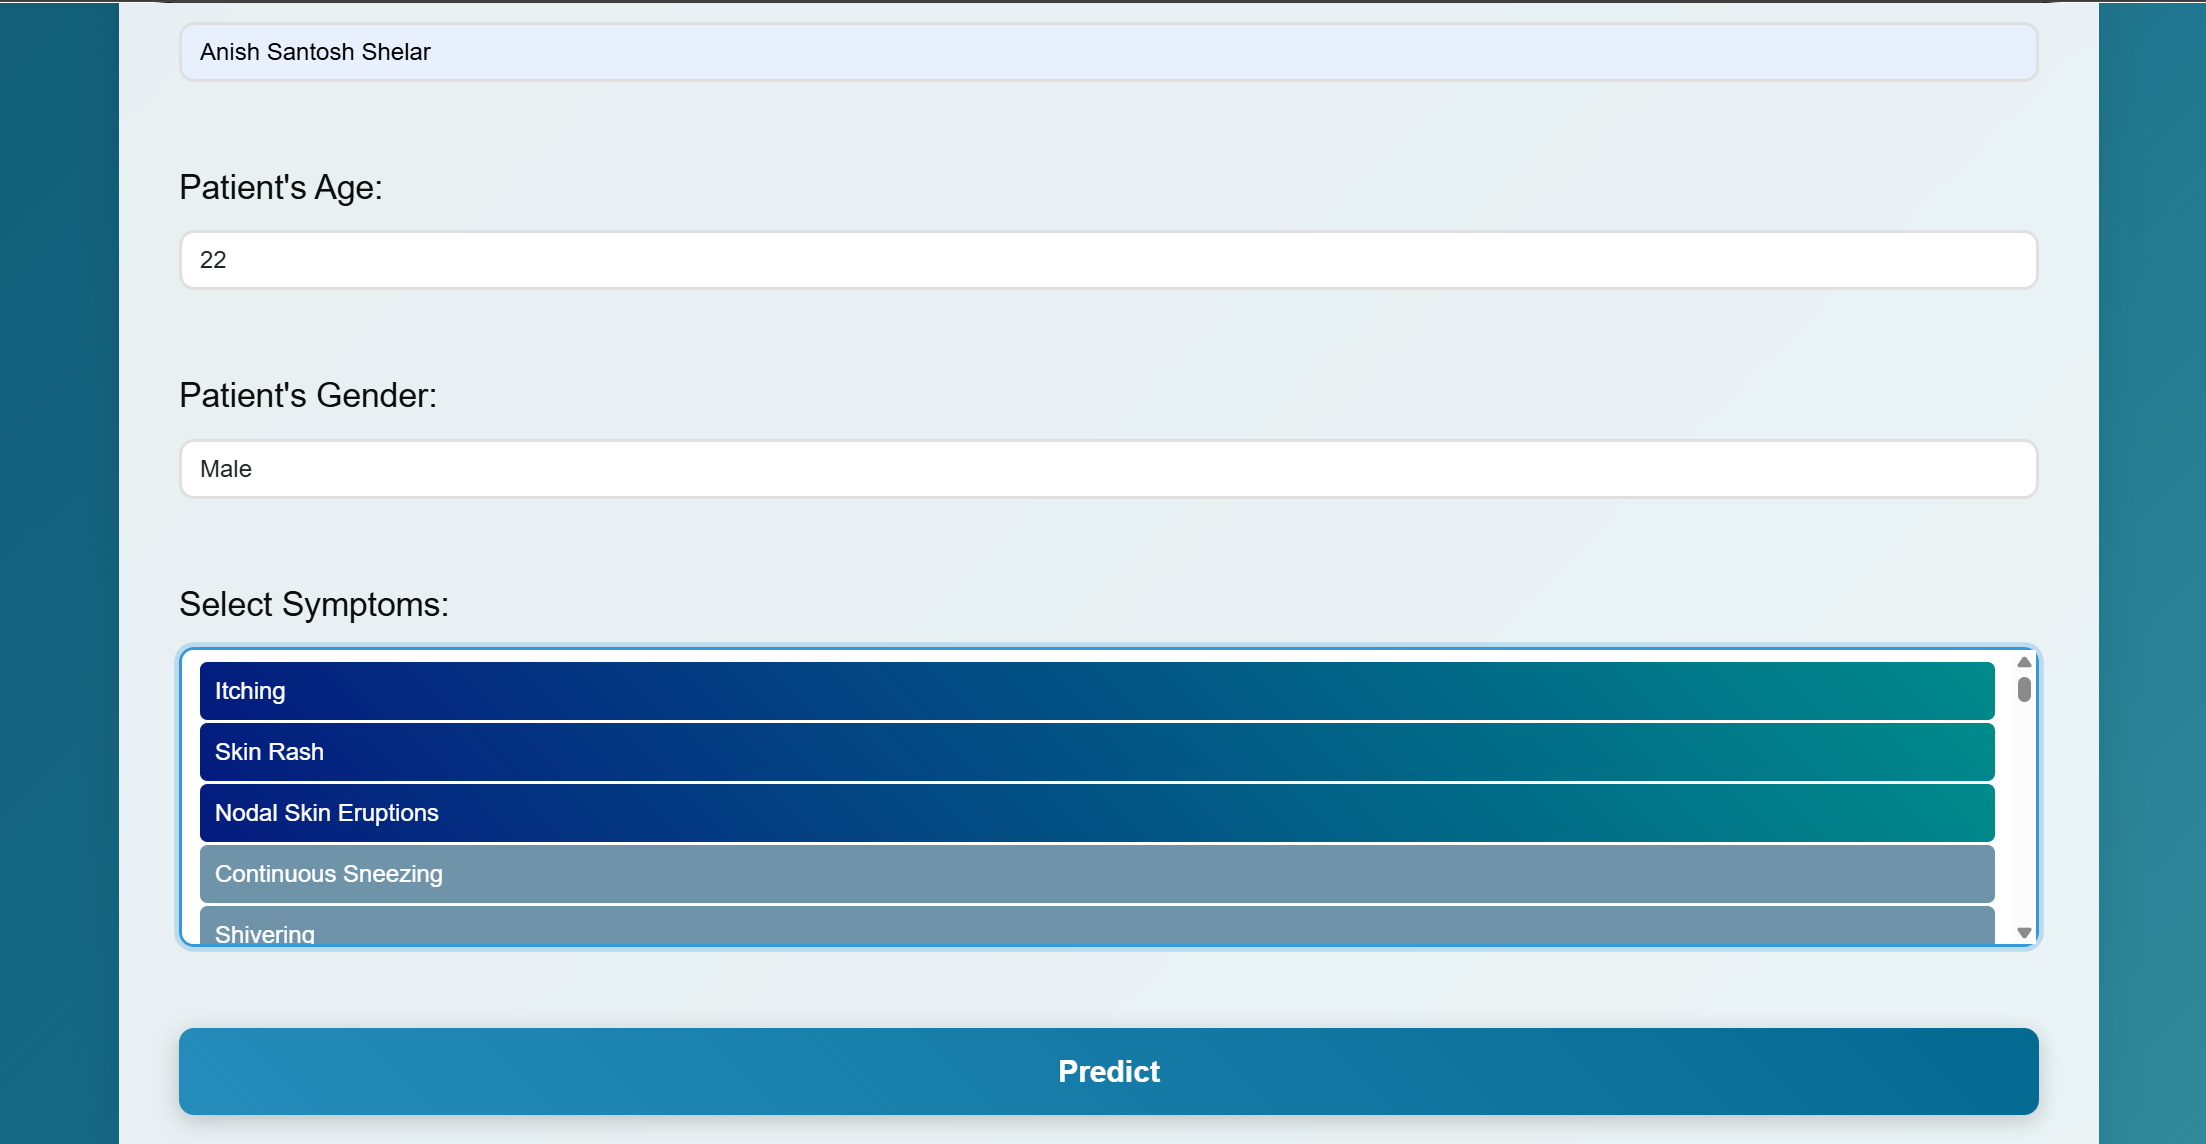 Anish Santosh Shelar
Patient's Age:
22
Patient's Gender:
Male
Select Symptoms:
Itching
Skin Rash
Nodal Skin Eruptions
Continuous Sneezing
Shivering
Predict